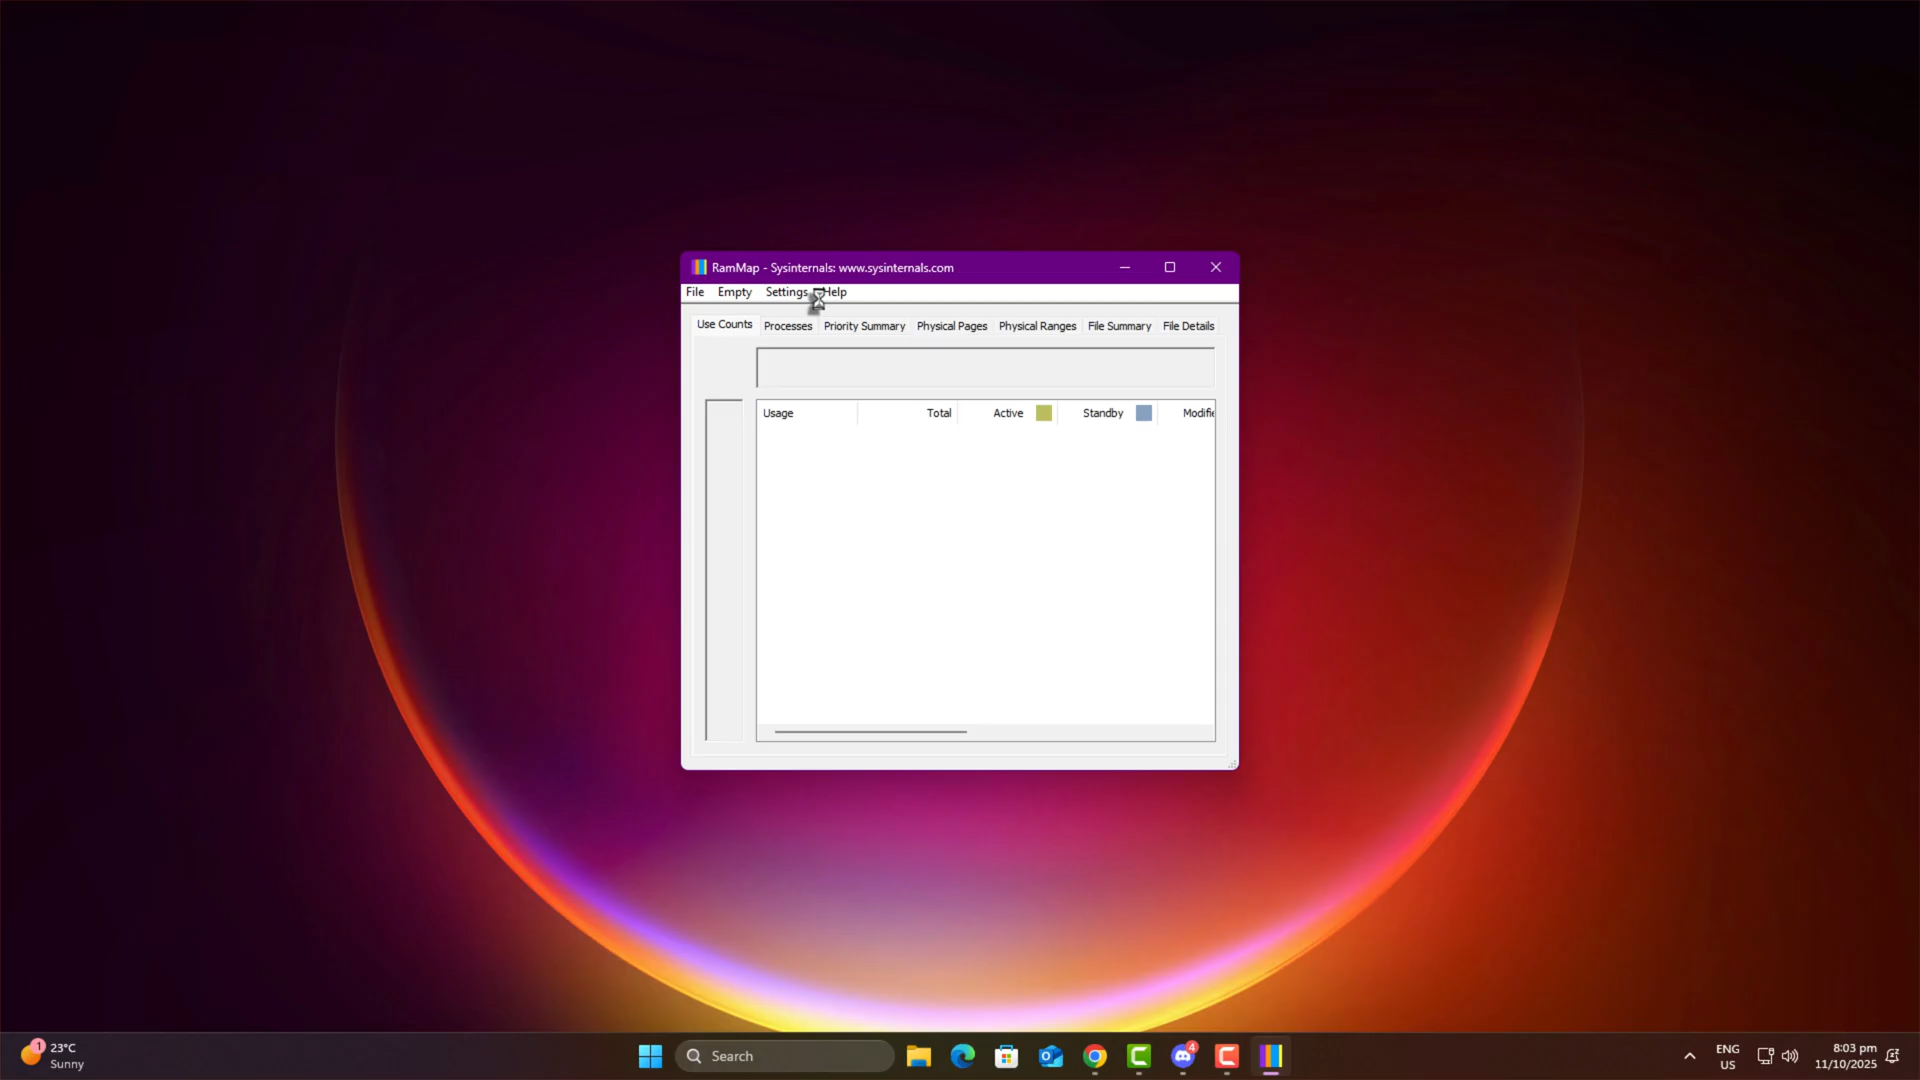 RamMap - Sysinternals: www.sysinternals.com
File Empty Settings Help
Use Counts Processes Priority Summary Physical Pages Physical Ranges File Summary File Details
Usage Total Active Standby Modifie
1 23°C
Sunny
Search
4
ENG
US
8:03 pm
11/10/2025